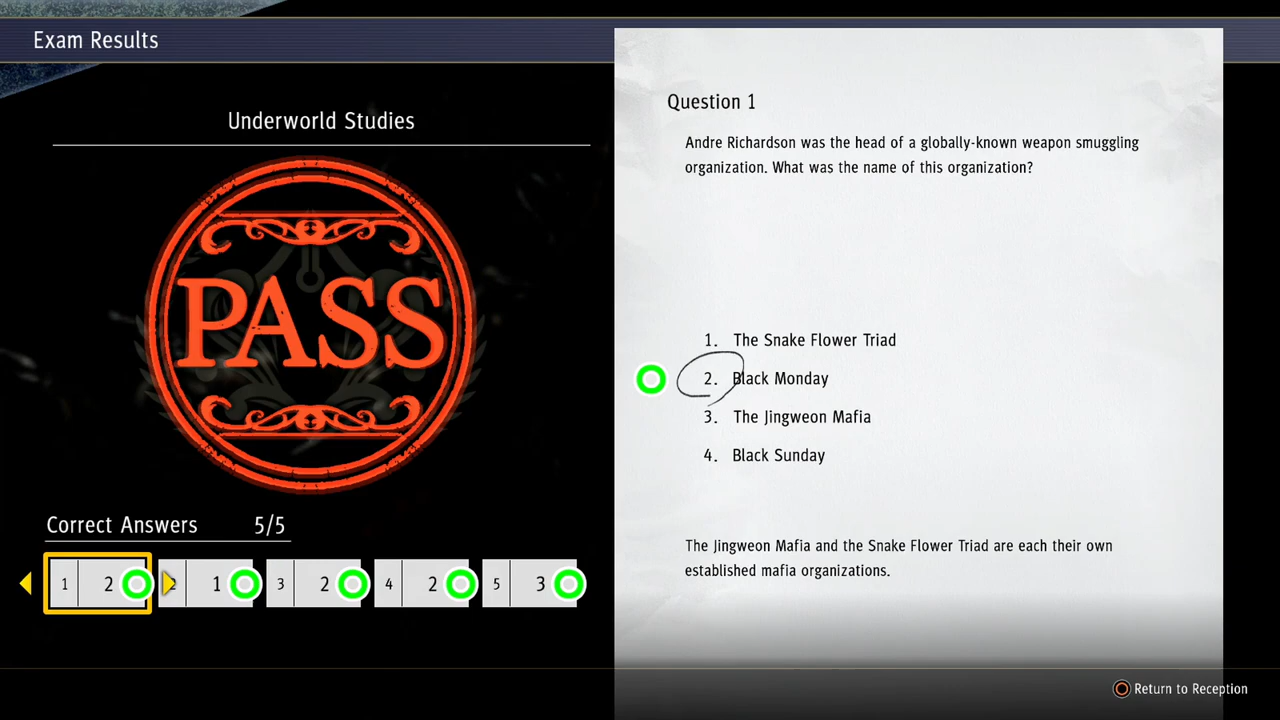 Exam Results
Underworld Studies
PASS
Correct Answers 5/5
1 2
2 1
3 2
4 2
5 3
Question 1
Andre Richardson was the head of a globally-known weapon smuggling
organization. What was the name of this organization?
1. The Snake Flower Triad
2. Black Monday
3. The Jingweon Mafia
4. Black Sunday
The Jingweon Mafia and the Snake Flower Triad are each their own
established mafia organizations.
Return to Reception